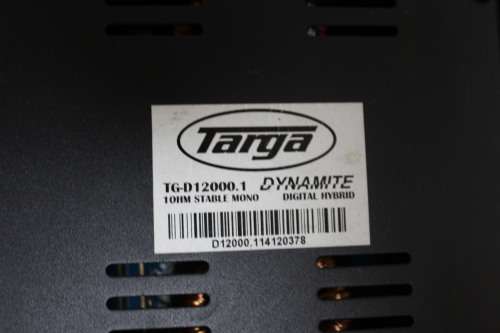 Targa
TG-D12000.1 DYNAMITE
1OHM STABLE MONO DIGITAL HYBRID
D12000.114120378